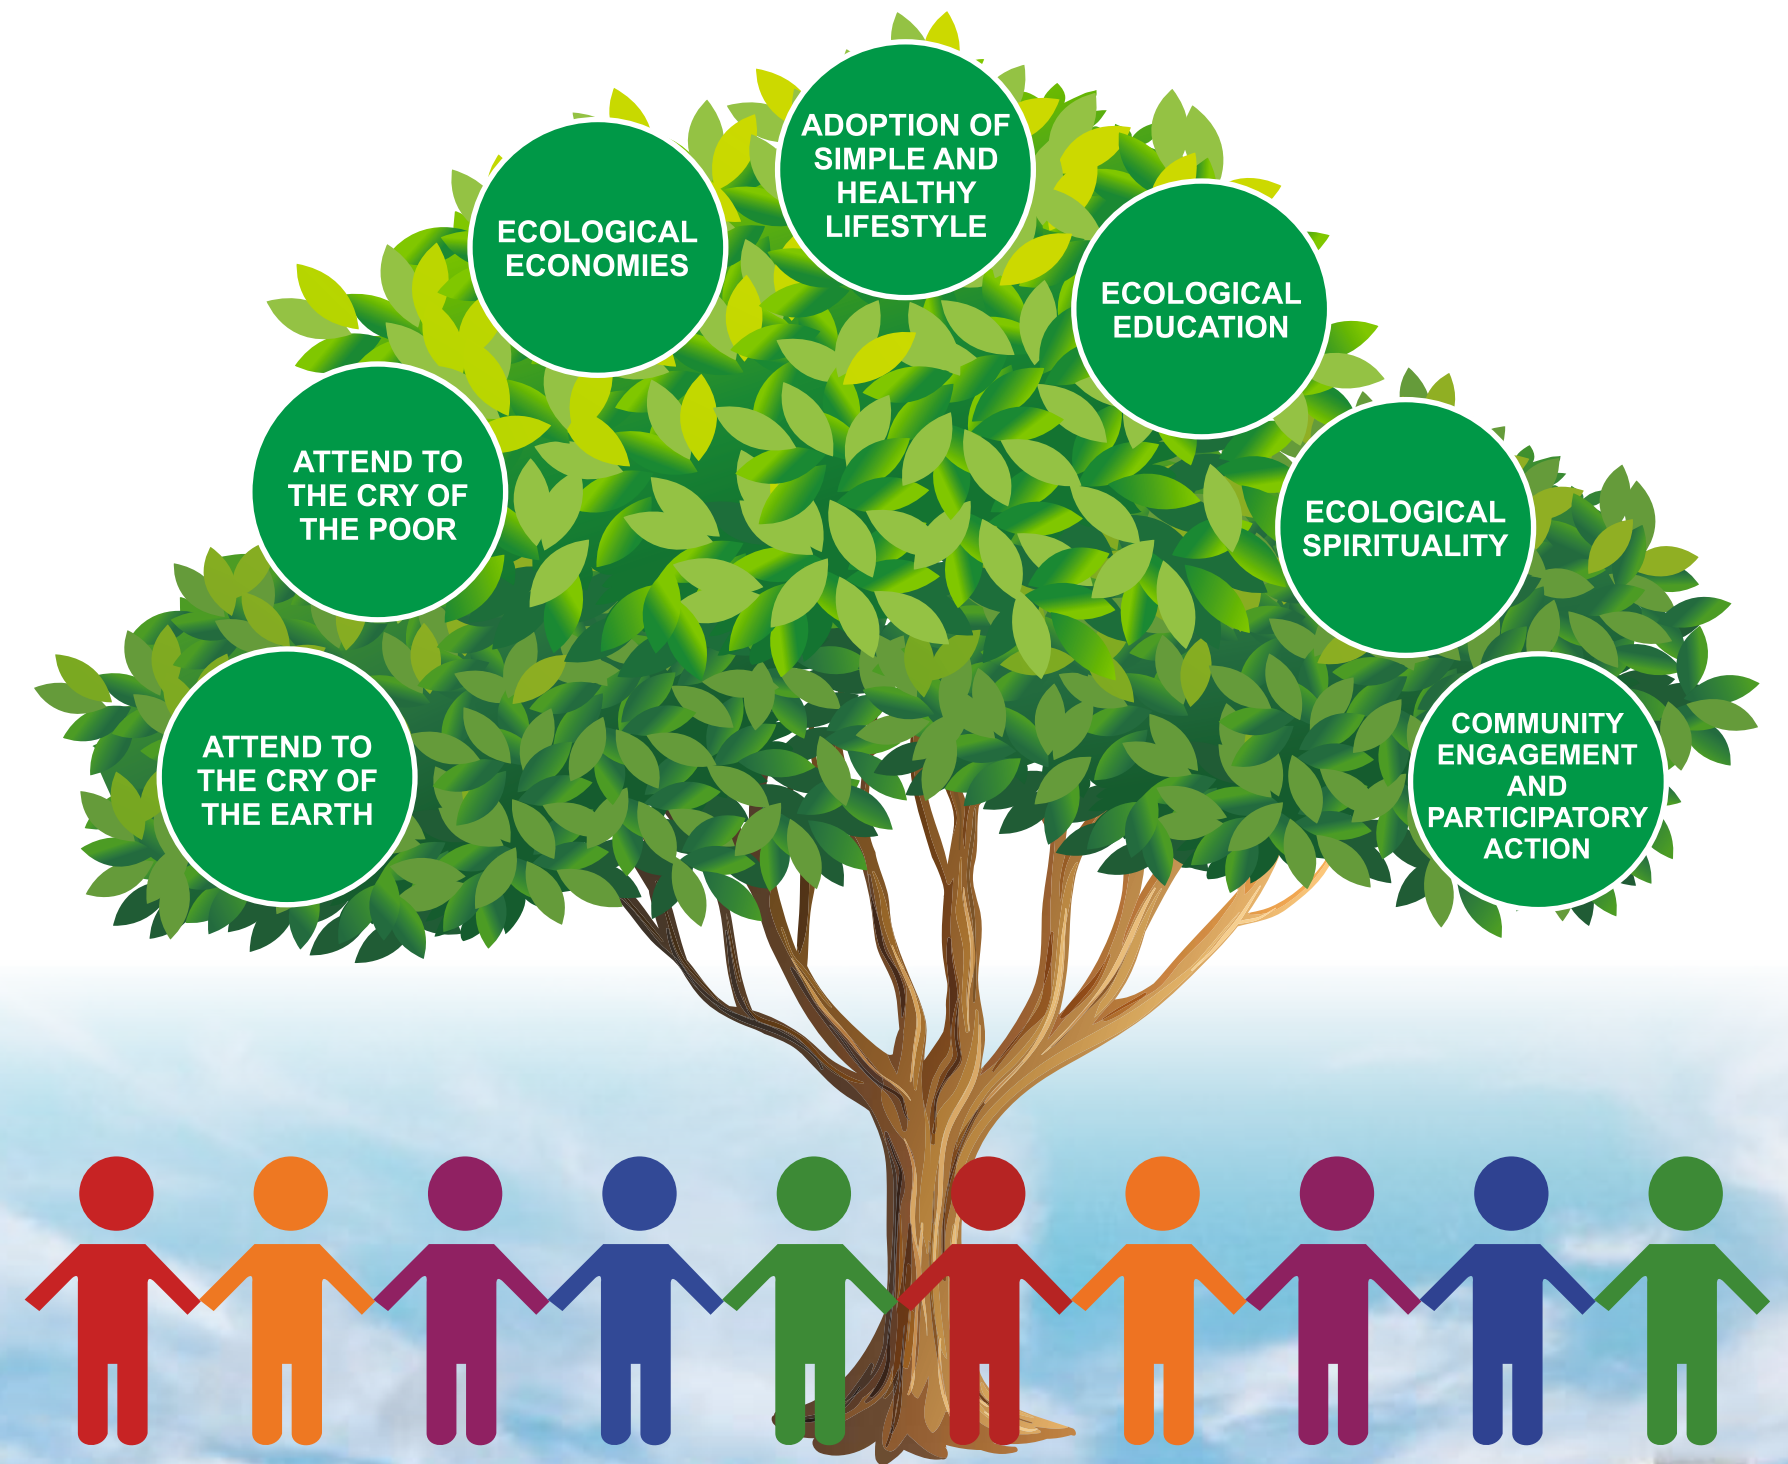 ATTEND TO
THE CRY OF
THE EARTH
ATTEND TO
THE CRY OF
THE POOR
ECOLOGICAL
ECONOMIES
ADOPTION OF
SIMPLE AND
HEALTHY
LIFESTYLE
ECOLOGICAL
EDUCATION
ECOLOGICAL
SPIRITUALITY
COMMUNITY
ENGAGEMENT
AND
PARTICIPATORY
ACTION